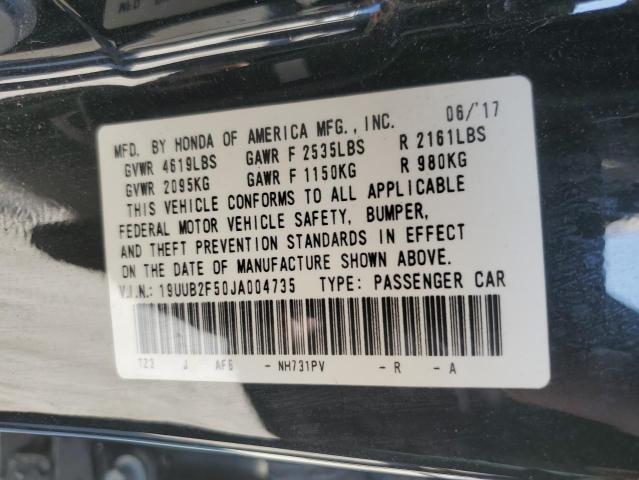 MFD. BY HONDA OF AMERICA MFG., INC. 06/'17
GVWR 4619LBS GAWR F 2535LBS R 2161LBS
GVWR 2095KG GAWR F 1150KG R 980KG
THIS VEHICLE CONFORMS TO ALL APPLICABLE
FEDERAL MOTOR VEHICLE SAFETY, BUMPER,
AND THEFT PREVENTION STANDARDS IN EFFECT
ON THE DATE OF MANUFACTURE SHOWN ABOVE.
V.I.N.: 19UUB2F50JA004735 TYPE: PASSENGER CAR
TZ3 J AF6 - NH731PV - R - A